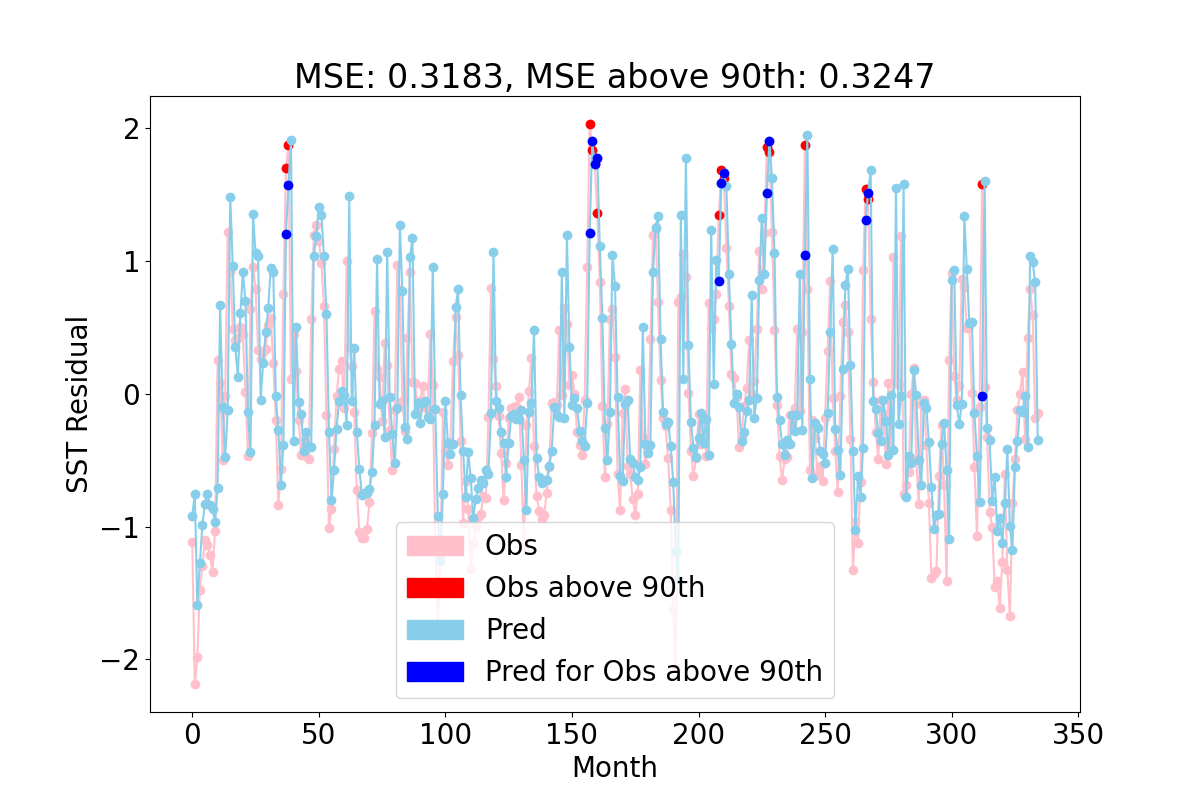 MSE: 0.3183, MSE above 90th: 0.3247
2
1
0
−1
−2
SST Residual
Obs
Obs above 90th
Pred
Pred for Obs above 90th
0 50 100 150 200 250 300 350
Month